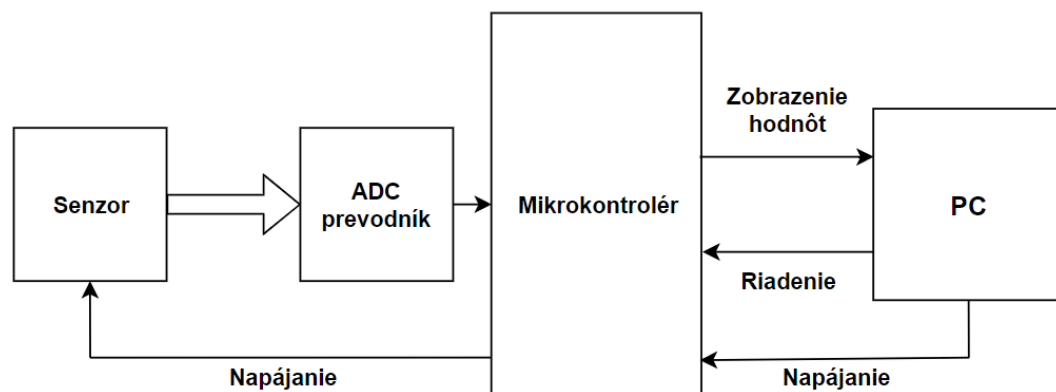 Senzor
ADC
prevodník
Mikrokontrolér
Zobrazenie
hodnôt
PC
Riadenie
Napájanie
Napájanie